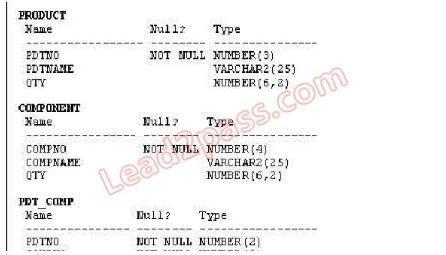 PRODUCT
Name Null? Type
PDTNO NOT NULL NUMBER(3)
PDTNAME VARCHAR2(25)
QTY NUMBER(6,2)
COMPONENT
Name Null? Type
COMPNO NOT NULL NUMBER(4)
COMPNAME VARCHAR2(25)
QTY NUMBER(6,2)
PDT_COMP
Name Null? Type
PDTNO NOT NULL NUMBER(2)
Lead2pass.com